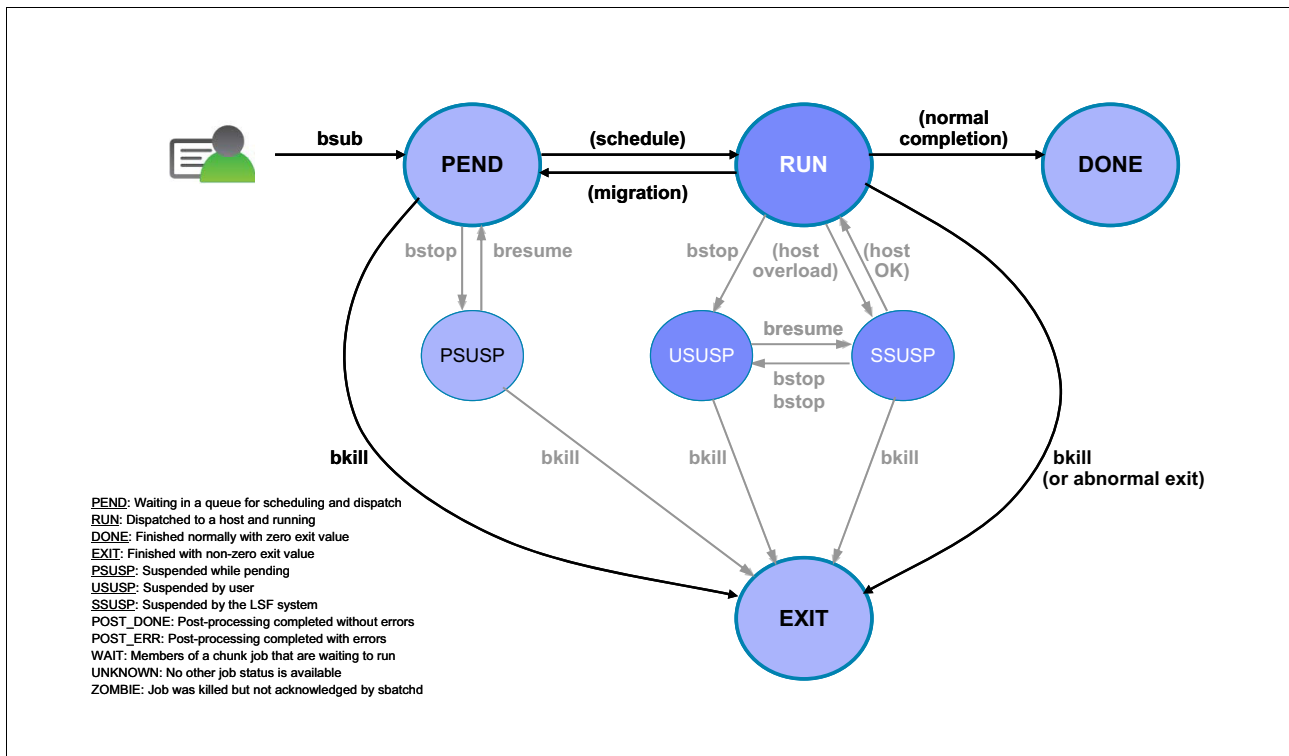 (normal
completion)
bsub
(schedule)
PEND
RUN
DONE
(migration)
bstop
bresume
bstop
(host
overload)
(host
OK)
PSUSP
USUSP
bresume
SSUSP
bstop
bstop
bkill
bkill
bkill
bkill
bkill
(or abnormal exit)
PEND: Waiting in a queue for scheduling and dispatch
RUN: Dispatched to a host and running
DONE: Finished normally with zero exit value
EXIT: Finished with non-zero exit value
PSUSP: Suspended while pending
USUSP: Suspended by user
SSUSP: Suspended by the LSF system
POST_DONE: Post-processing completed without errors
POST_ERR: Post-processing completed with errors
WAIT: Members of a chunk job that are waiting to run
UNKNOWN: No other job status is available
ZOMBIE: Job was killed but not acknowledged by sbatchd
EXIT